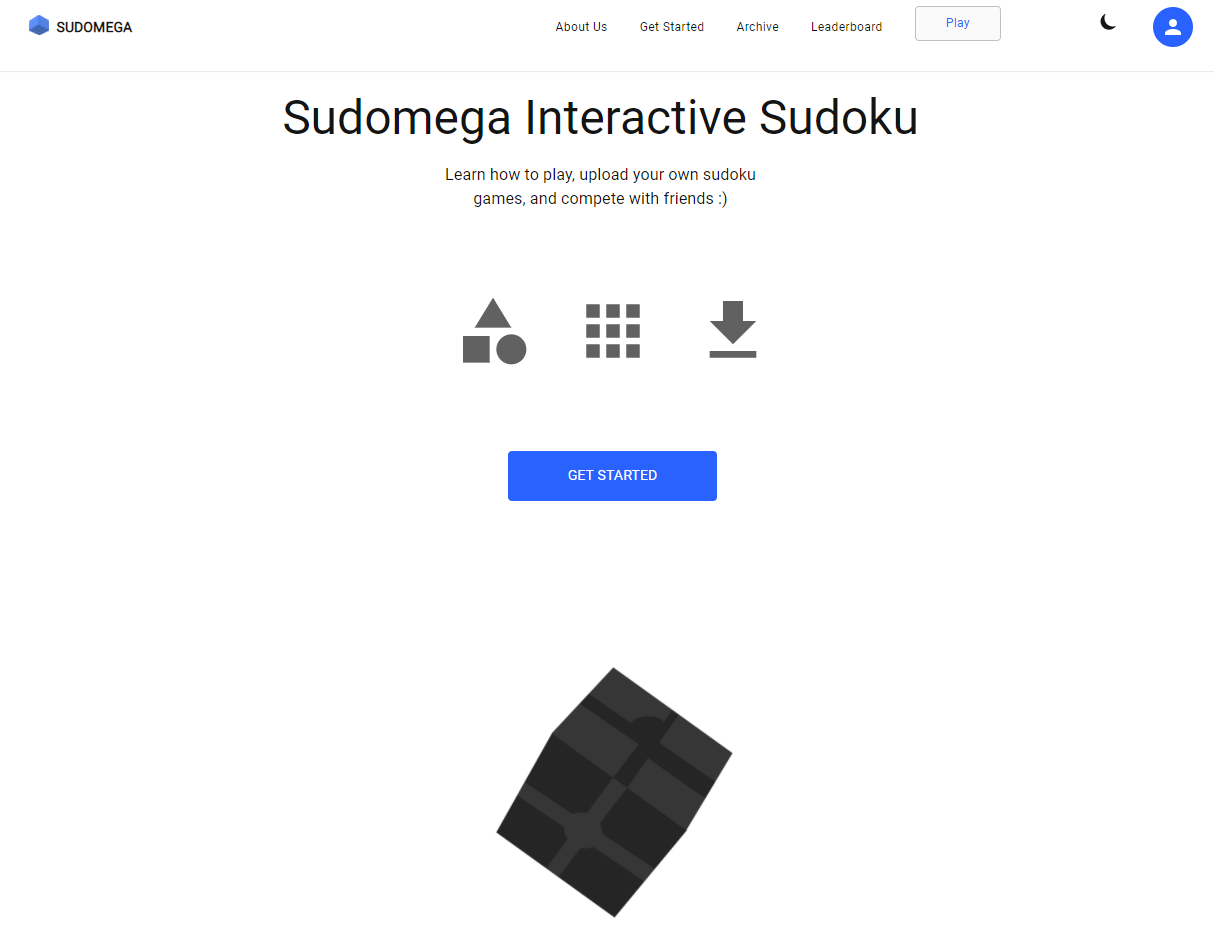 SUDOMEGA
About Us
Get Started
Archive
Leaderboard
Play
Sudomega Interactive Sudoku
Learn how to play, upload your own sudoku
games, and compete with friends :)
GET STARTED